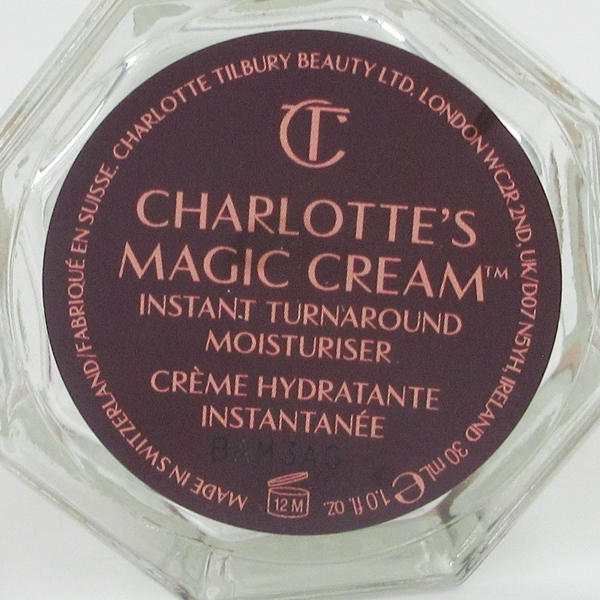 CT
CHARLOTTE'S
MAGIC CREAM™
INSTANT TURNAROUND
MOISTURISER
CRÈME HYDRATANTE
INSTANTANÉE
12 M
MADE IN SWITZERLAND/FABRIQUÉ EN SUISSE. CHARLOTTE TILBURY BEAUTY LTD. LONDON WC2R 2ND, UK/D07 N5YH, IRELAND 30 mL ℮ 1.0 fl. oz.